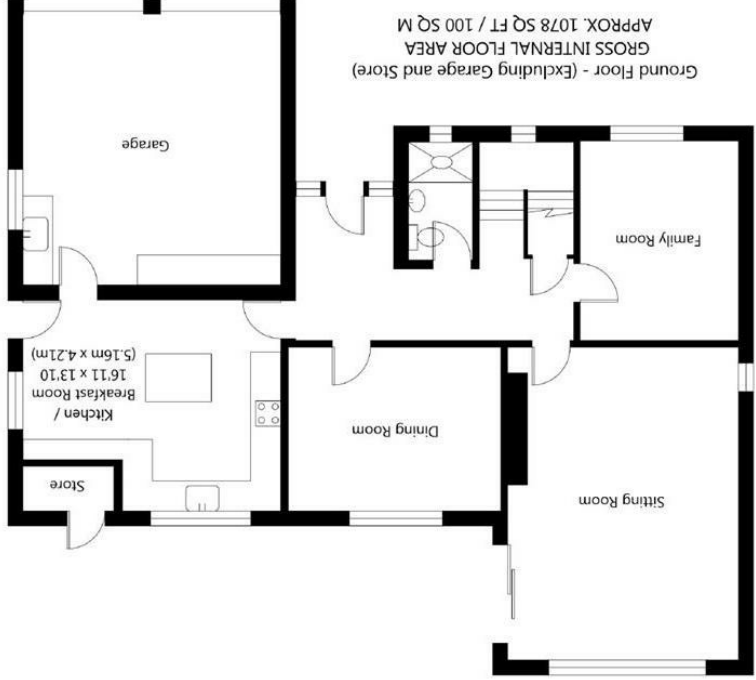 Sitting Room
Dining Room
Store
Kitchen /
Breakfast Room
16'11 x 13'10
(5.16m x 4.21m)
Family Room
Garage
Ground Floor - (Excluding Garage and Store)
GROSS INTERNAL FLOOR AREA
APPROX. 1078 SQ FT / 100 SQ M